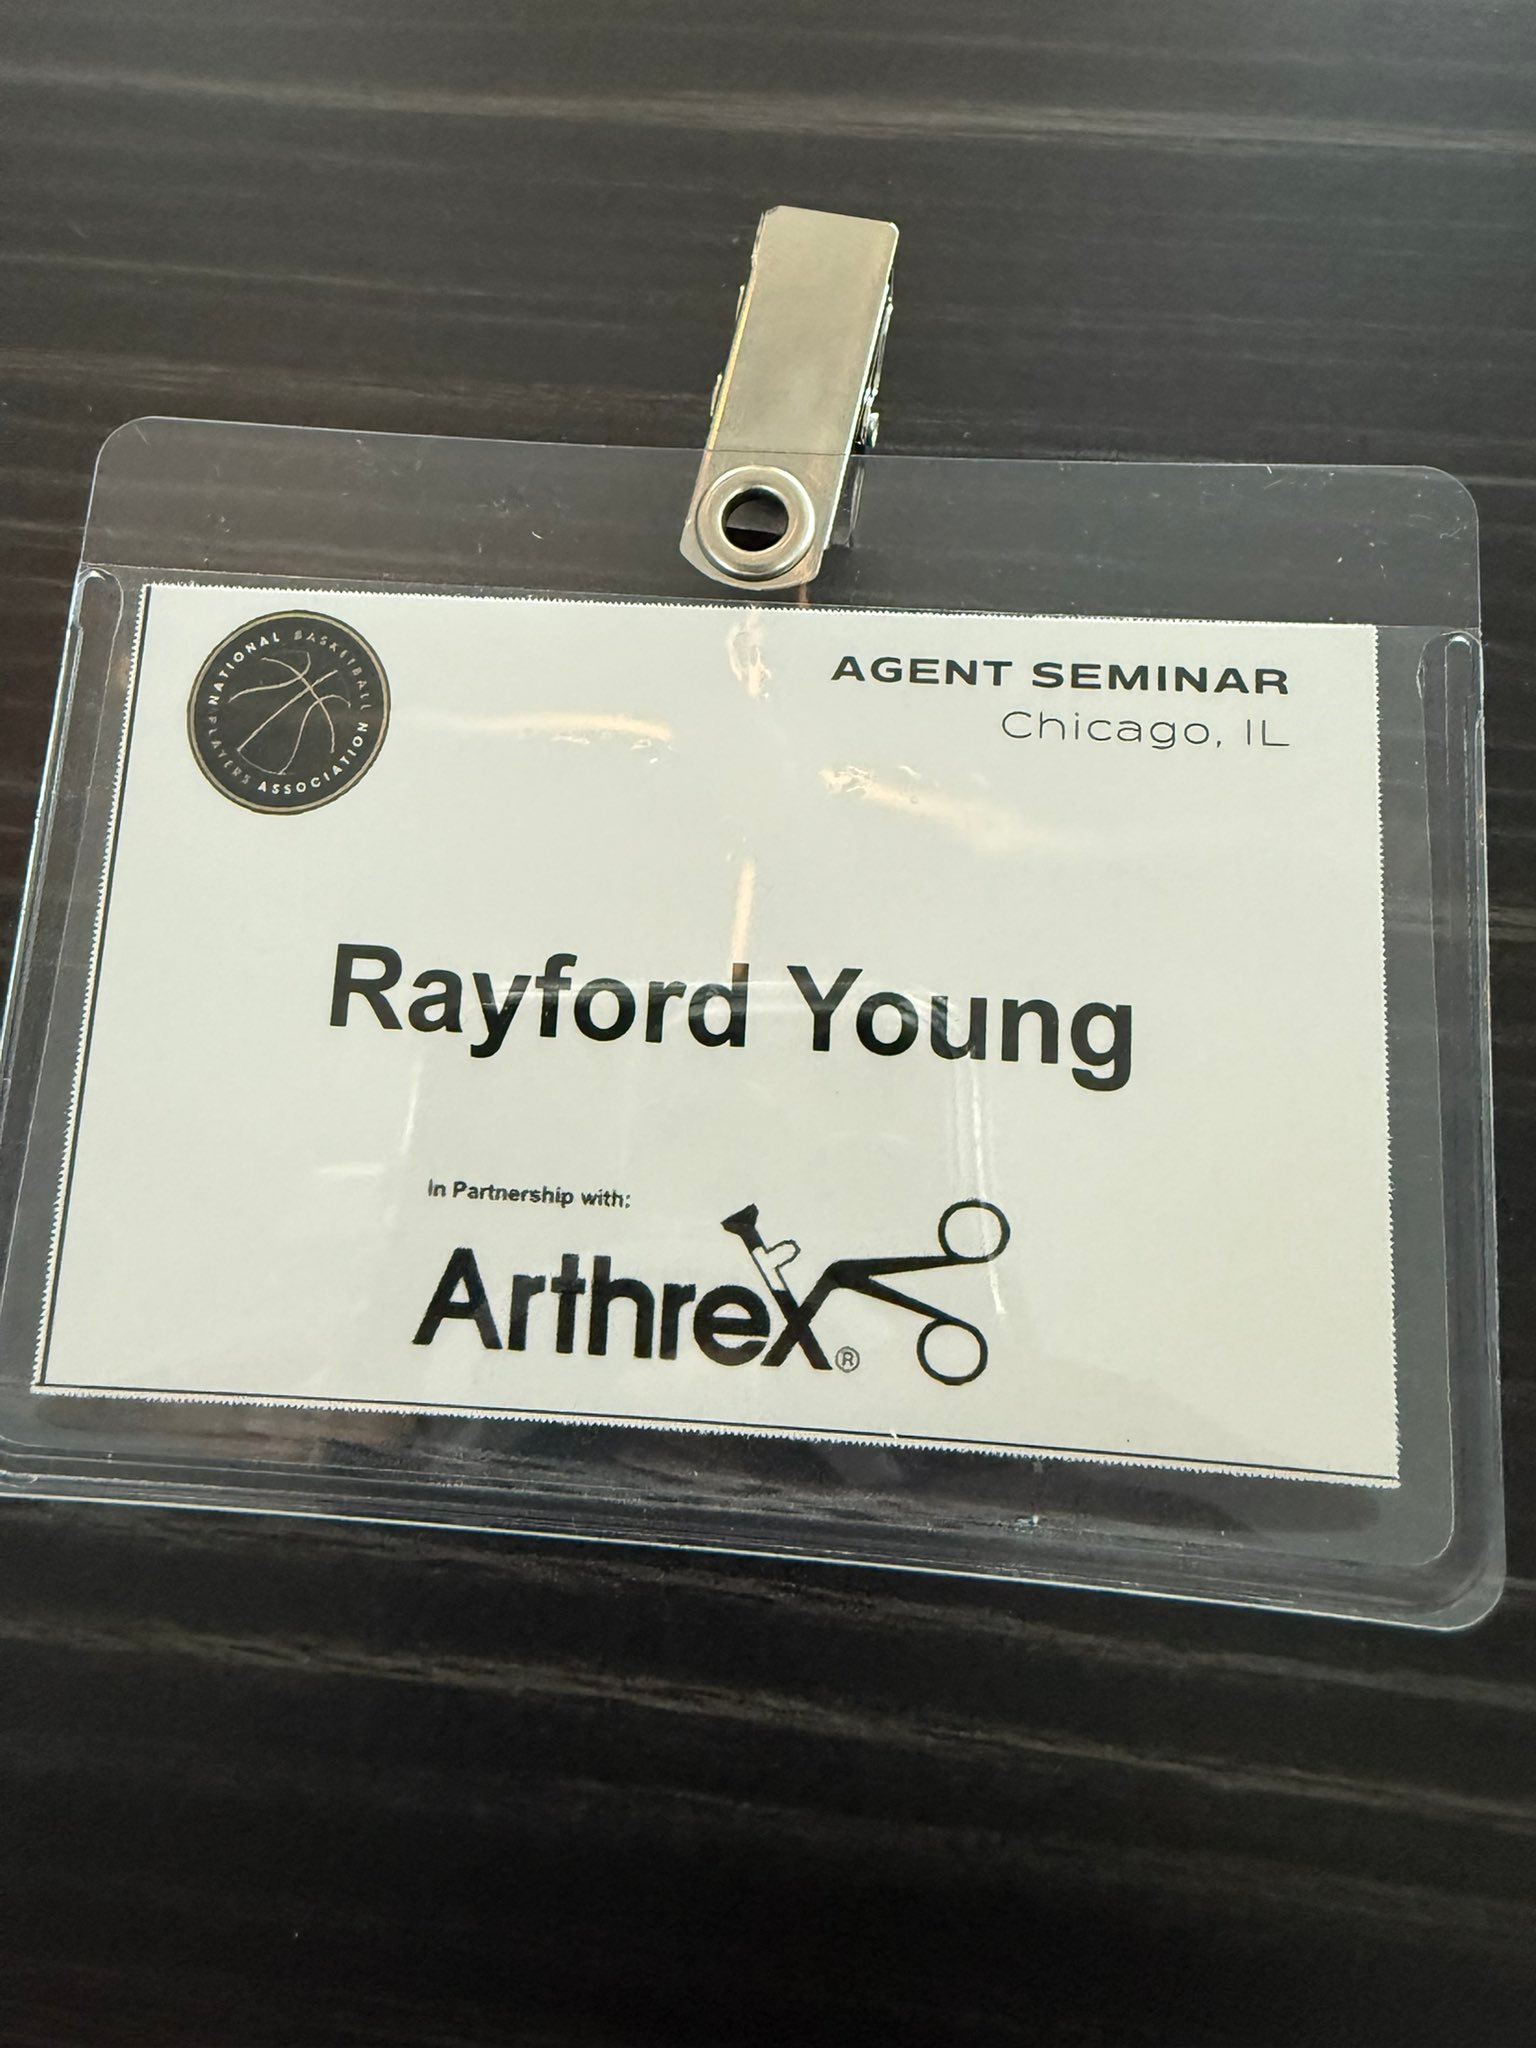 NATIONAL BASKETBALL PLAYERS ASSOCIATION
AGENT SEMINAR
Chicago, IL
Rayford Young
In Partnership with:
Arthrex®